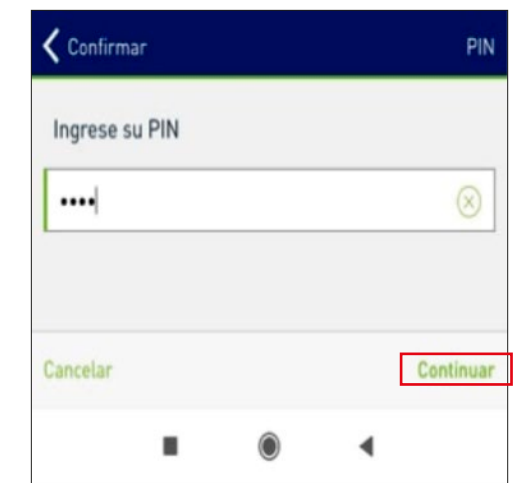 Confirmar PIN
Ingrese su PIN
••••
Cancelar Continuar